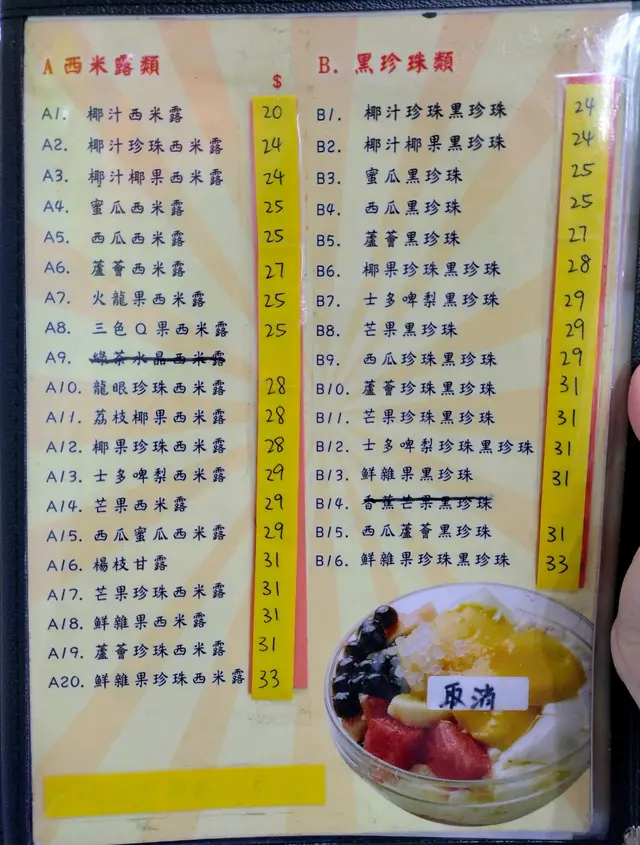 A 西米露類
$
A1. 椰汁西米露 20
A2. 椰汁珍珠西米露 24
A3. 椰汁椰果西米露 24
A4. 蜜瓜西米露 25
A5. 西瓜西米露 25
A6. 蘆薈西米露 27
A7. 火龍果西米露 25
A8. 三色Q果西米露 25
A9. 綠茶水晶西米露
A10. 龍眼珍珠西米露 28
A11. 荔枝椰果西米露 28
A12. 椰果珍珠西米露 28
A13. 士多啤梨西米露 29
A14. 芒果西米露 29
A15. 西瓜蜜瓜西米露 29
A16. 楊枝甘露 31
A17. 芒果珍珠西米露 31
A18. 鮮雜果西米露 31
A19. 蘆薈珍珠西米露 31
A20. 鮮雜果珍珠西米露 33
B. 黑珍珠類
B1. 椰汁珍珠黑珍珠 24
B2. 椰汁椰果黑珍珠 24
B3. 蜜瓜黑珍珠 25
B4. 西瓜黑珍珠 25
B5. 蘆薈黑珍珠 27
B6. 椰果珍珠黑珍珠 28
B7. 士多啤梨黑珍珠 29
B8. 芒果黑珍珠 29
B9. 西瓜珍珠黑珍珠 29
B10. 蘆薈珍珠黑珍珠 31
B11. 芒果珍珠黑珍珠 31
B12. 士多啤梨珍珠黑珍珠 31
B13. 鮮雜果黑珍珠 31
B14. 香蕉芒果黑珍珠
B15. 西瓜蘆薈黑珍珠 31
B16. 鮮雜果珍珠黑珍珠 33
取消